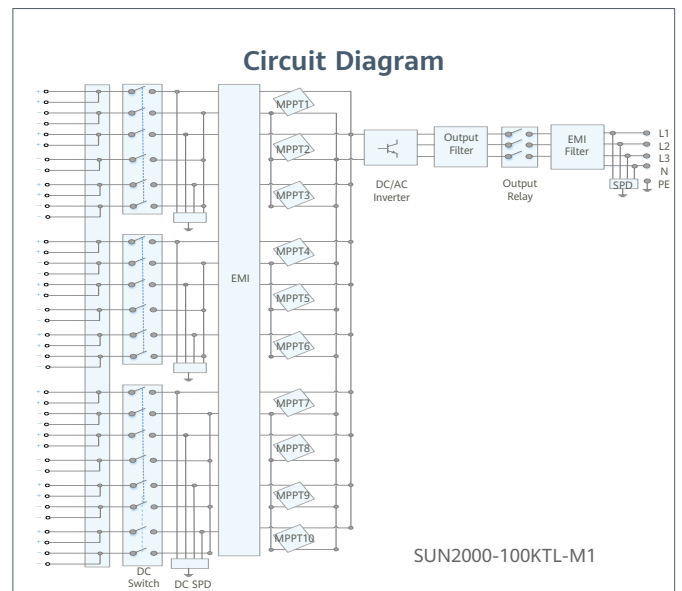 Circuit Diagram
MPPT1
MPPT2
MPPT3
MPPT4
MPPT5
MPPT6
MPPT7
MPPT8
MPPT9
MPPT10
EMI
DC
Switch
DC SPD
DC/AC
Inverter
Output
Filter
Output
Relay
EMI
Filter
SPD
L1
L2
L3
N
PE
SUN2000-100KTL-M1